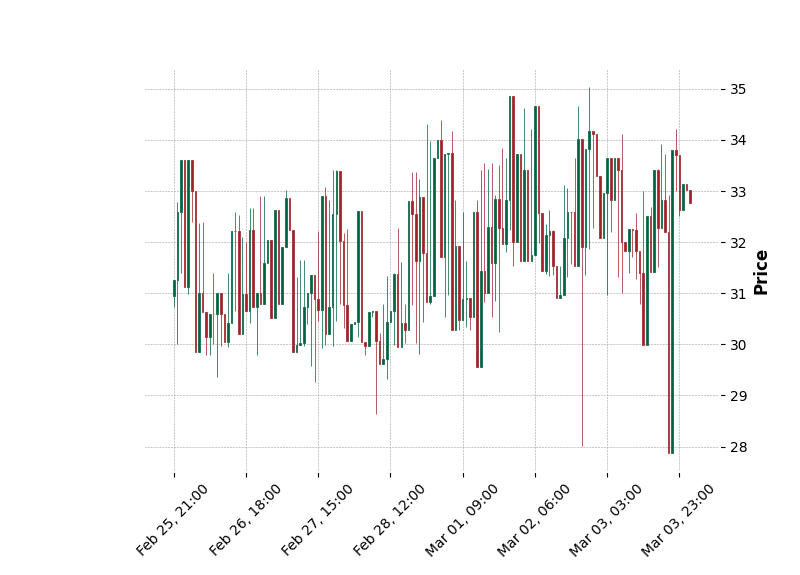 35
34
33
32
31
30
29
28
Price
Feb 25, 21:00
Feb 26, 18:00
Feb 27, 15:00
Feb 28, 12:00
Mar 01, 09:00
Mar 02, 06:00
Mar 03, 03:00
Mar 03, 23:00